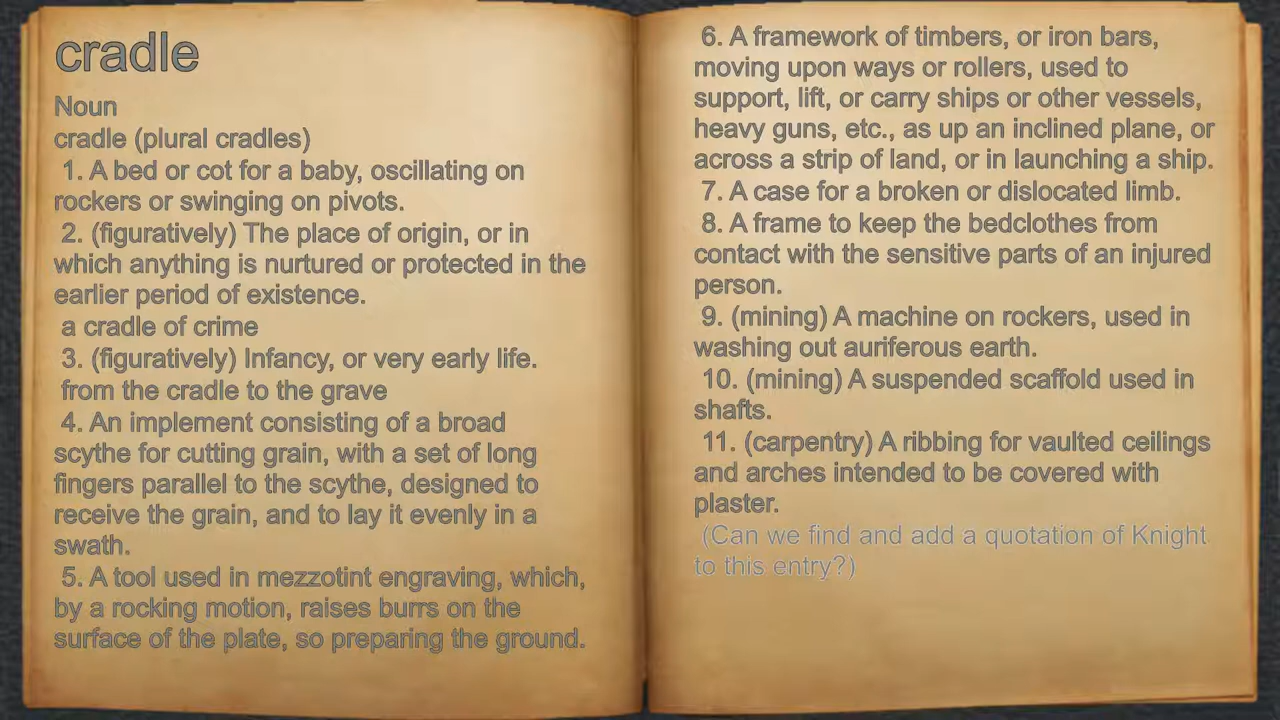 cradle
Noun
cradle (plural cradles)
1. A bed or cot for a baby, oscillating on
rockers or swinging on pivots.
2. (figuratively) The place of origin, or in
which anything is nurtured or protected in the
earlier period of existence.
a cradle of crime
3. (figuratively) Infancy, or very early life.
from the cradle to the grave
4. An implement consisting of a broad
scythe for cutting grain, with a set of long
fingers parallel to the scythe, designed to
receive the grain, and to lay it evenly in a
swath.
5. A tool used in mezzotint engraving, which,
by a rocking motion, raises burrs on the
surface of the plate, so preparing the ground.
6. A framework of timbers, or iron bars,
moving upon ways or rollers, used to
support, lift, or carry ships or other vessels,
heavy guns, etc., as up an inclined plane, or
across a strip of land, or in launching a ship.
7. A case for a broken or dislocated limb.
8. A frame to keep the bedclothes from
contact with the sensitive parts of an injured
person.
9. (mining) A machine on rockers, used in
washing out auriferous earth.
10. (mining) A suspended scaffold used in
shafts.
11. (carpentry) A ribbing for vaulted ceilings
and arches intended to be covered with
plaster.
(Can we find and add a quotation of Knight
to this entry?)